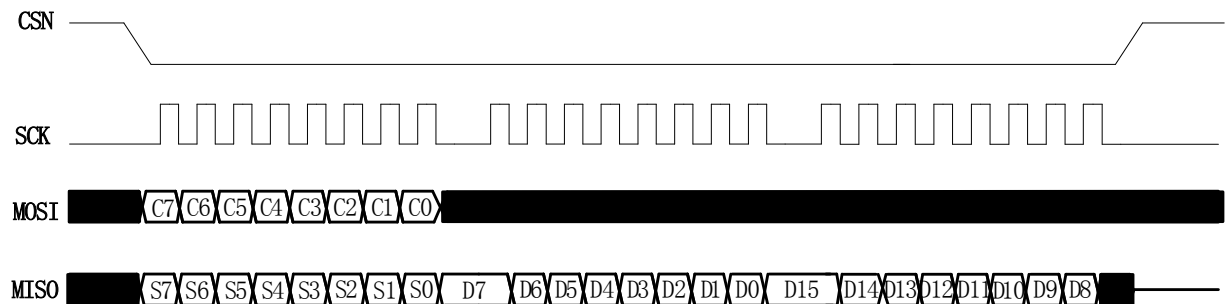 CSN
SCK
MOSI C7 C6 C5 C4 C3 C2 C1 C0
MISO S7 S6 S5 S4 S3 S2 S1 S0 D7 D6 D5 D4 D3 D2 D1 D0 D15 D14 D13 D12 D11 D10 D9 D8